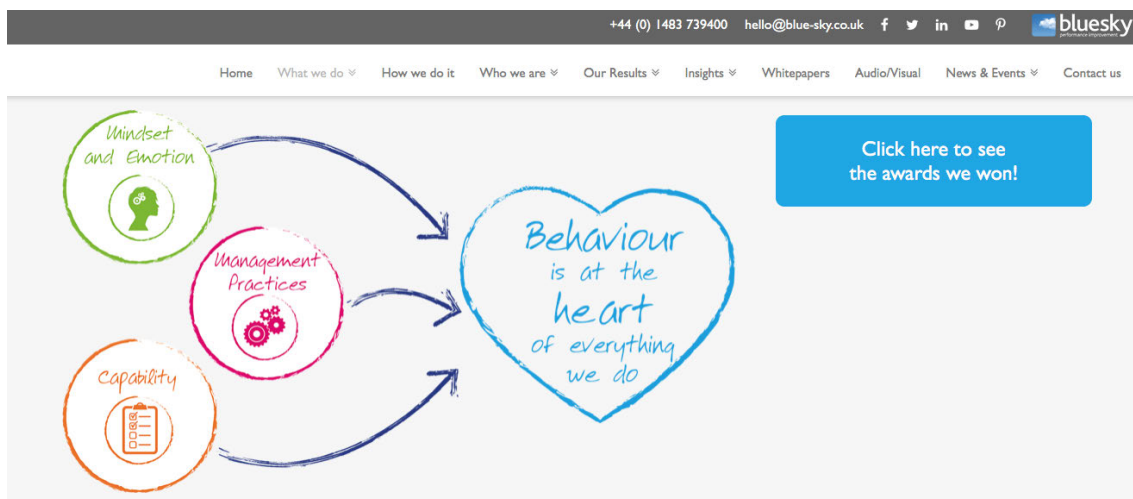 +44 (0) 1483 739400 hello@blue-sky.co.uk
bluesky
performance improvement
Home What we do How we do it Who we are Our Results Insights Whitepapers Audio/Visual News & Events Contact us
Mindset
and Emotion
Management
Practices
Capability
Behaviour
is at the
heart
of everything
we do
Click here to see
the awards we won!